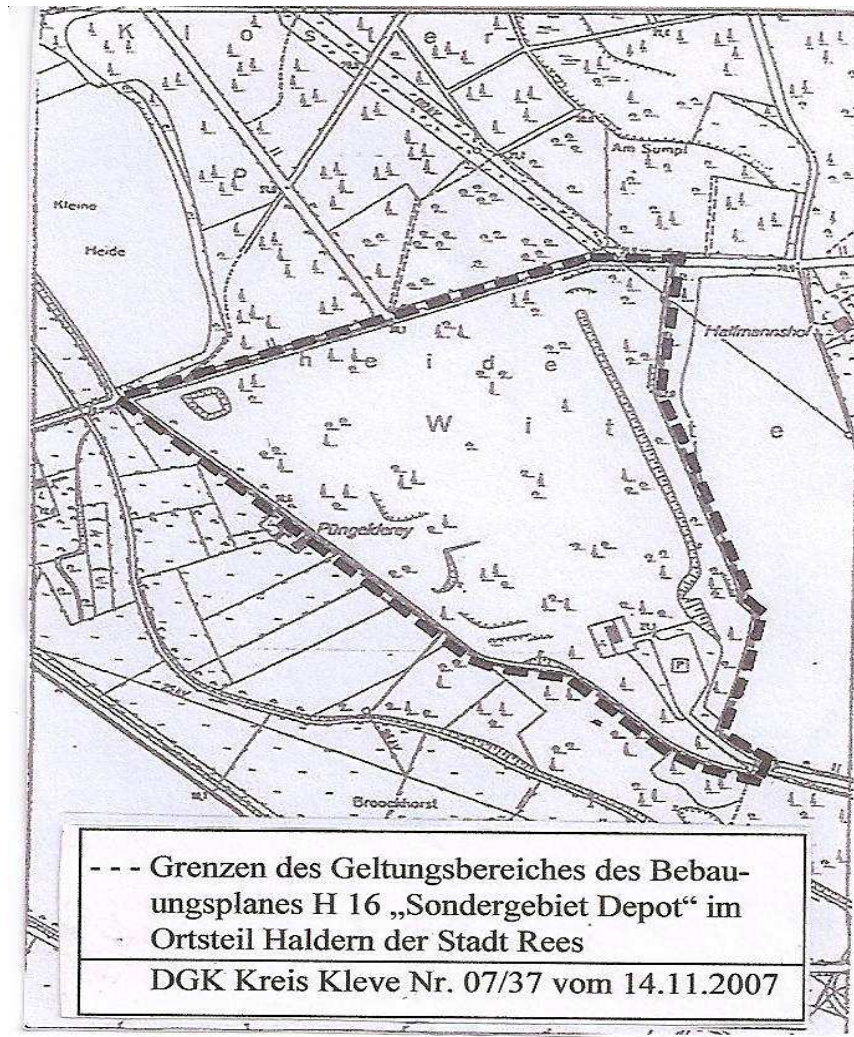 K l o s t e r -
Am Sumpf
P
Kleine
Heide
Hallmannshof
h e i d e
W i t t e
Püngelderey
P
Broockhorst
- - - Grenzen des Geltungsbereiches des Bebau-
ungsplanes H 16 „Sondergebiet Depot“ im
Ortsteil Haldern der Stadt Rees
DGK Kreis Kleve Nr. 07/37 vom 14.11.2007